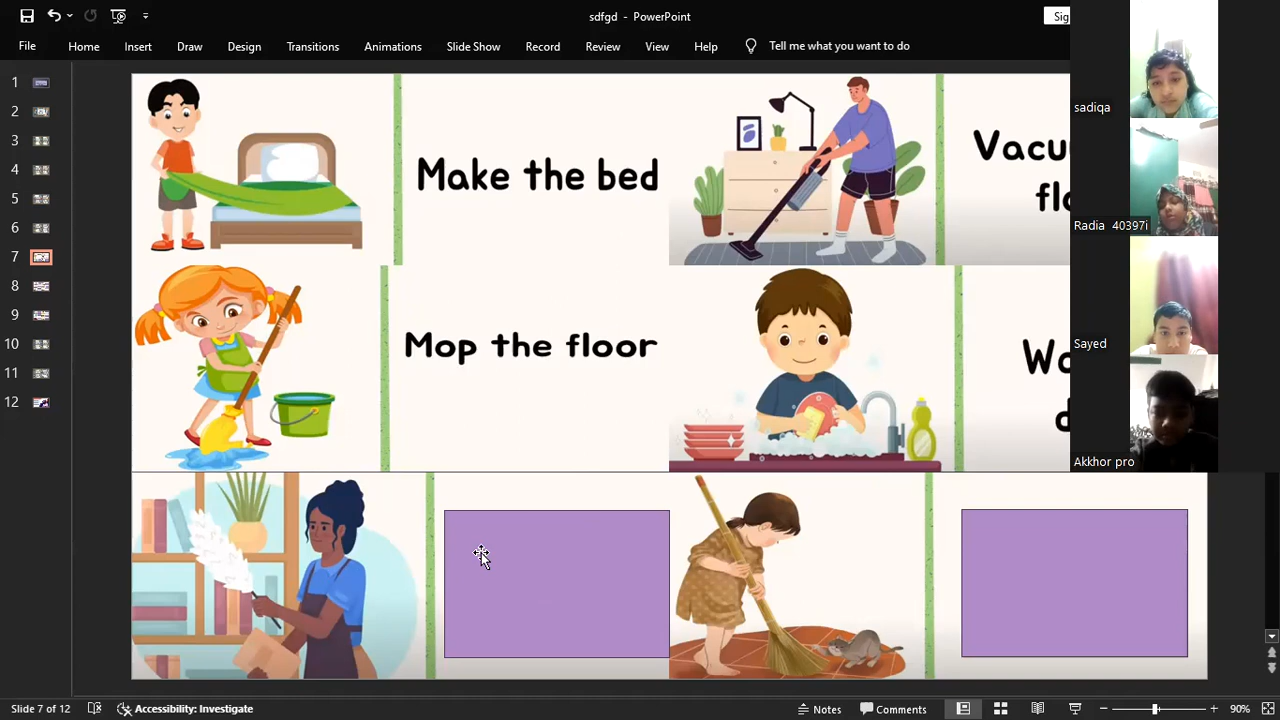 sdfgd - PowerPoint
Sig
File Home Insert Draw Design Transitions Animations Slide Show Record Review View Help Tell me what you want to do
sadiqa
Radia 40397i
Sayed
Akkhor pro
1
2
3
4
5
6
7
8
9
10
11
12
Make the bed
Vacu
flo
Mop the floor
Wa
d
Slide 7 of 12 Accessibility: Investigate Notes Comments 90%